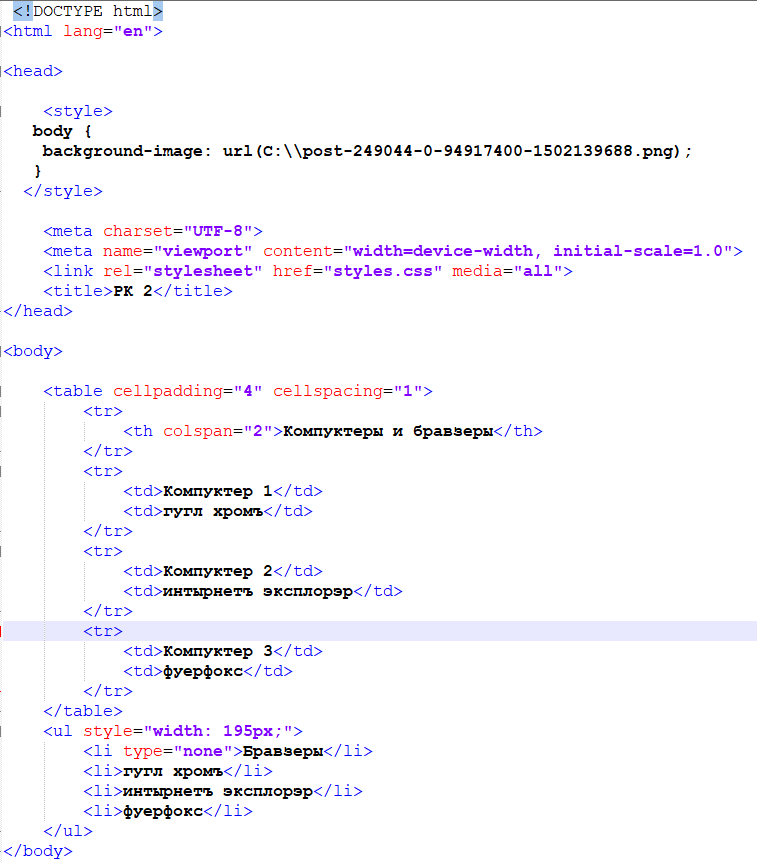 <!DOCTYPE html>
<html lang="en">
<head>
<style>
body {
background-image: url(C:\\post-249044-0-94917400-1502139688.png);
}
</style>
<meta charset="UTF-8">
<meta name="viewport" content="width=device-width, initial-scale=1.0">
<link rel="stylesheet" href="styles.css" media="all">
<title>РК 2</title>
</head>
<body>
<table cellpadding="4" cellspacing="1">
<tr>
<th colspan="2">Компуктеры и бравзеры</th>
</tr>
<tr>
<td>Компуктер 1</td>
<td>гугл хромъ</td>
</tr>
<tr>
<td>Компуктер 2</td>
<td>интырнетъ эксплорэр</td>
</tr>
<tr>
<td>Компуктер 3</td>
<td>фуерфокс</td>
</tr>
</table>
<ul style="width: 195px;">
<li type="none">Бравзеры</li>
<li>гугл хромъ</li>
<li>интырнетъ эксплорэр</li>
<li>фуерфокс</li>
</ul>
</body>